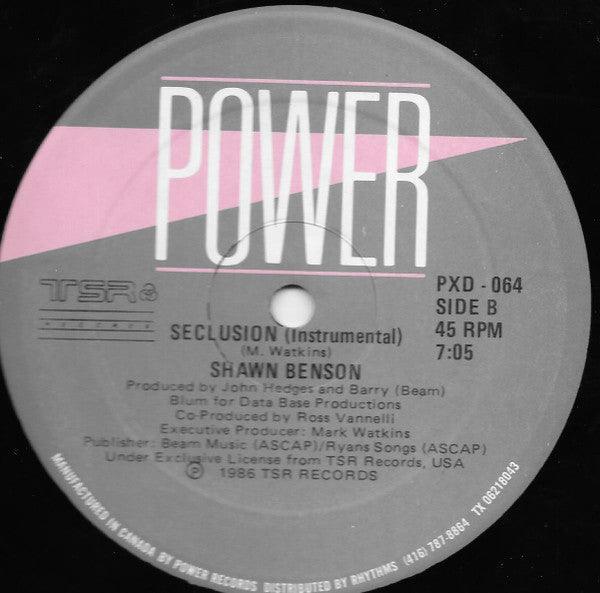 POWER
TSR
RECORDS
PXD - 064
SIDE B
45 RPM
7:05
SECLUSION (Instrumental)
(M. Watkins)
SHAWN BENSON
Produced by John Hedges and Barry (Beam)
Blum for Data Base Productions
Co-Produced by Ross Vannelli
Executive Producer: Mark Watkins
Publisher: Beam Music (ASCAP)/Ryans Songs (ASCAP)
Under Exclusive License from TSR Records, USA
℗ 1986 TSR RECORDS
MANUFACTURED IN CANADA BY POWER RECORDS DISTRIBUTED BY RHYTHMS (416) 787-8864 TX 06218043